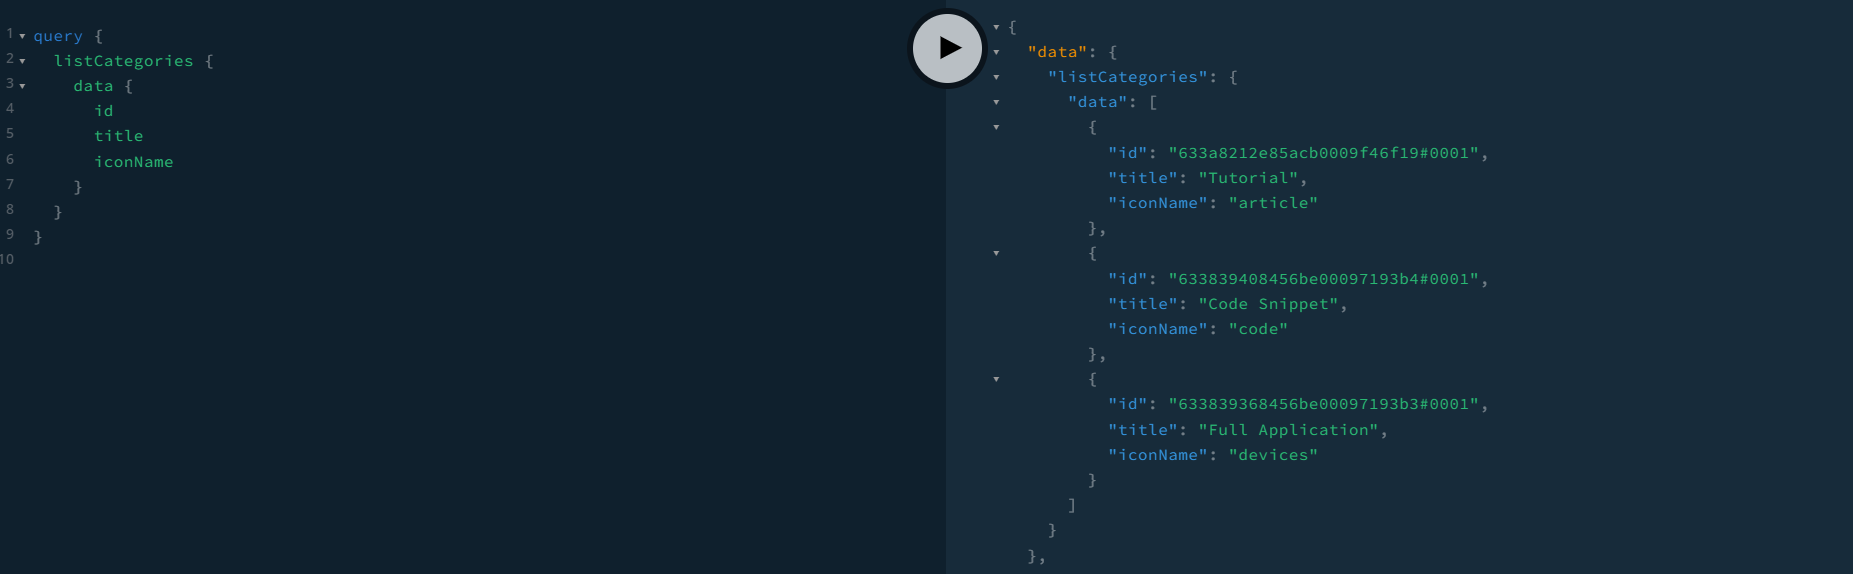 1 query {
2   listCategories {
3     data {
4       id
5       title
6       iconName
7     }
8   }
9 }
10
{
  "data": {
    "listCategories": {
      "data": [
        {
          "id": "633a8212e85acb0009f46f19#0001",
          "title": "Tutorial",
          "iconName": "article"
        },
        {
          "id": "633839408456be00097193b4#0001",
          "title": "Code Snippet",
          "iconName": "code"
        },
        {
          "id": "633839368456be00097193b3#0001",
          "title": "Full Application",
          "iconName": "devices"
        }
      ]
    }
  },